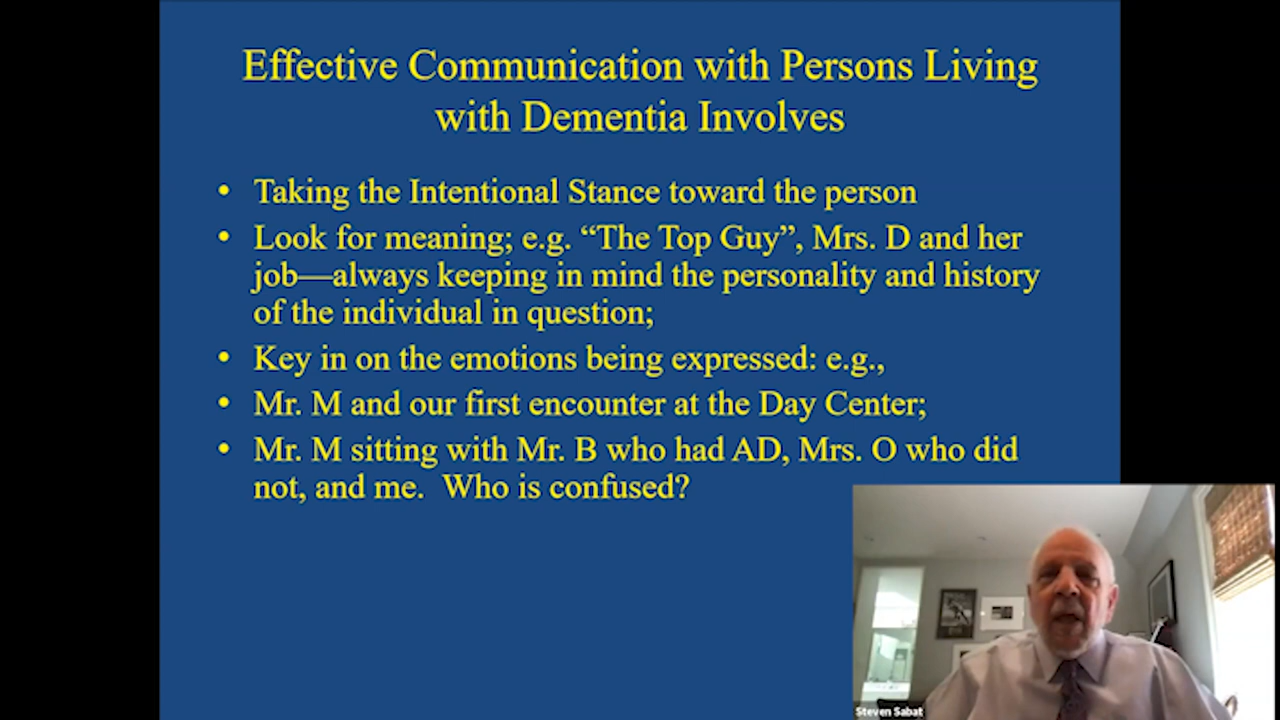 Effective Communication with Persons Living
with Dementia Involves
• Taking the Intentional Stance toward the person
• Look for meaning; e.g. “The Top Guy”, Mrs. D and her
job—always keeping in mind the personality and history
of the individual in question;
• Key in on the emotions being expressed: e.g.,
• Mr. M and our first encounter at the Day Center;
• Mr. M sitting with Mr. B who had AD, Mrs. O who did
not, and me.  Who is confused?
Steven Sabat